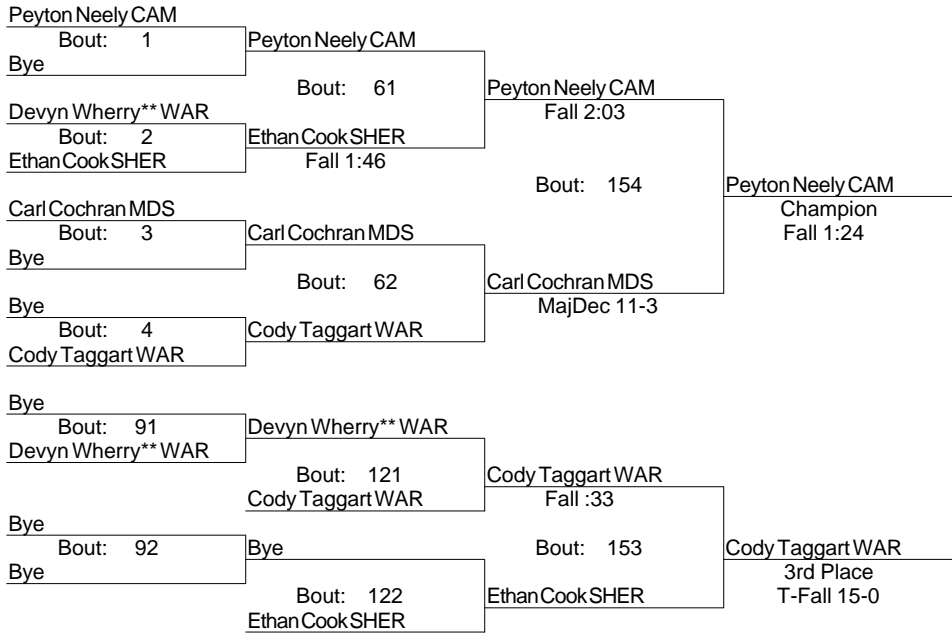 Peyton Neely CAM
Bout: 1
Peyton Neely CAM
Bye
Bout: 61
Peyton Neely CAM
Devyn Wherry** WAR
Fall 2:03
Bout: 2
Ethan Cook SHER
Ethan Cook SHER
Fall 1:46
Bout: 154
Peyton Neely CAM
Carl Cochran MDS
Champion
Bout: 3
Carl Cochran MDS
Fall 1:24
Bye
Bout: 62
Carl Cochran MDS
Bye
MajDec 11-3
Bout: 4
Cody Taggart WAR
Cody Taggart WAR
Bye
Bout: 91
Devyn Wherry** WAR
Devyn Wherry** WAR
Bout: 121
Cody Taggart WAR
Cody Taggart WAR
Fall :33
Bye
Bout: 92
Bye
Bout: 153
Cody Taggart WAR
Bye
3rd Place
Bout: 122
Ethan Cook SHER
T-Fall 15-0
Ethan Cook SHER